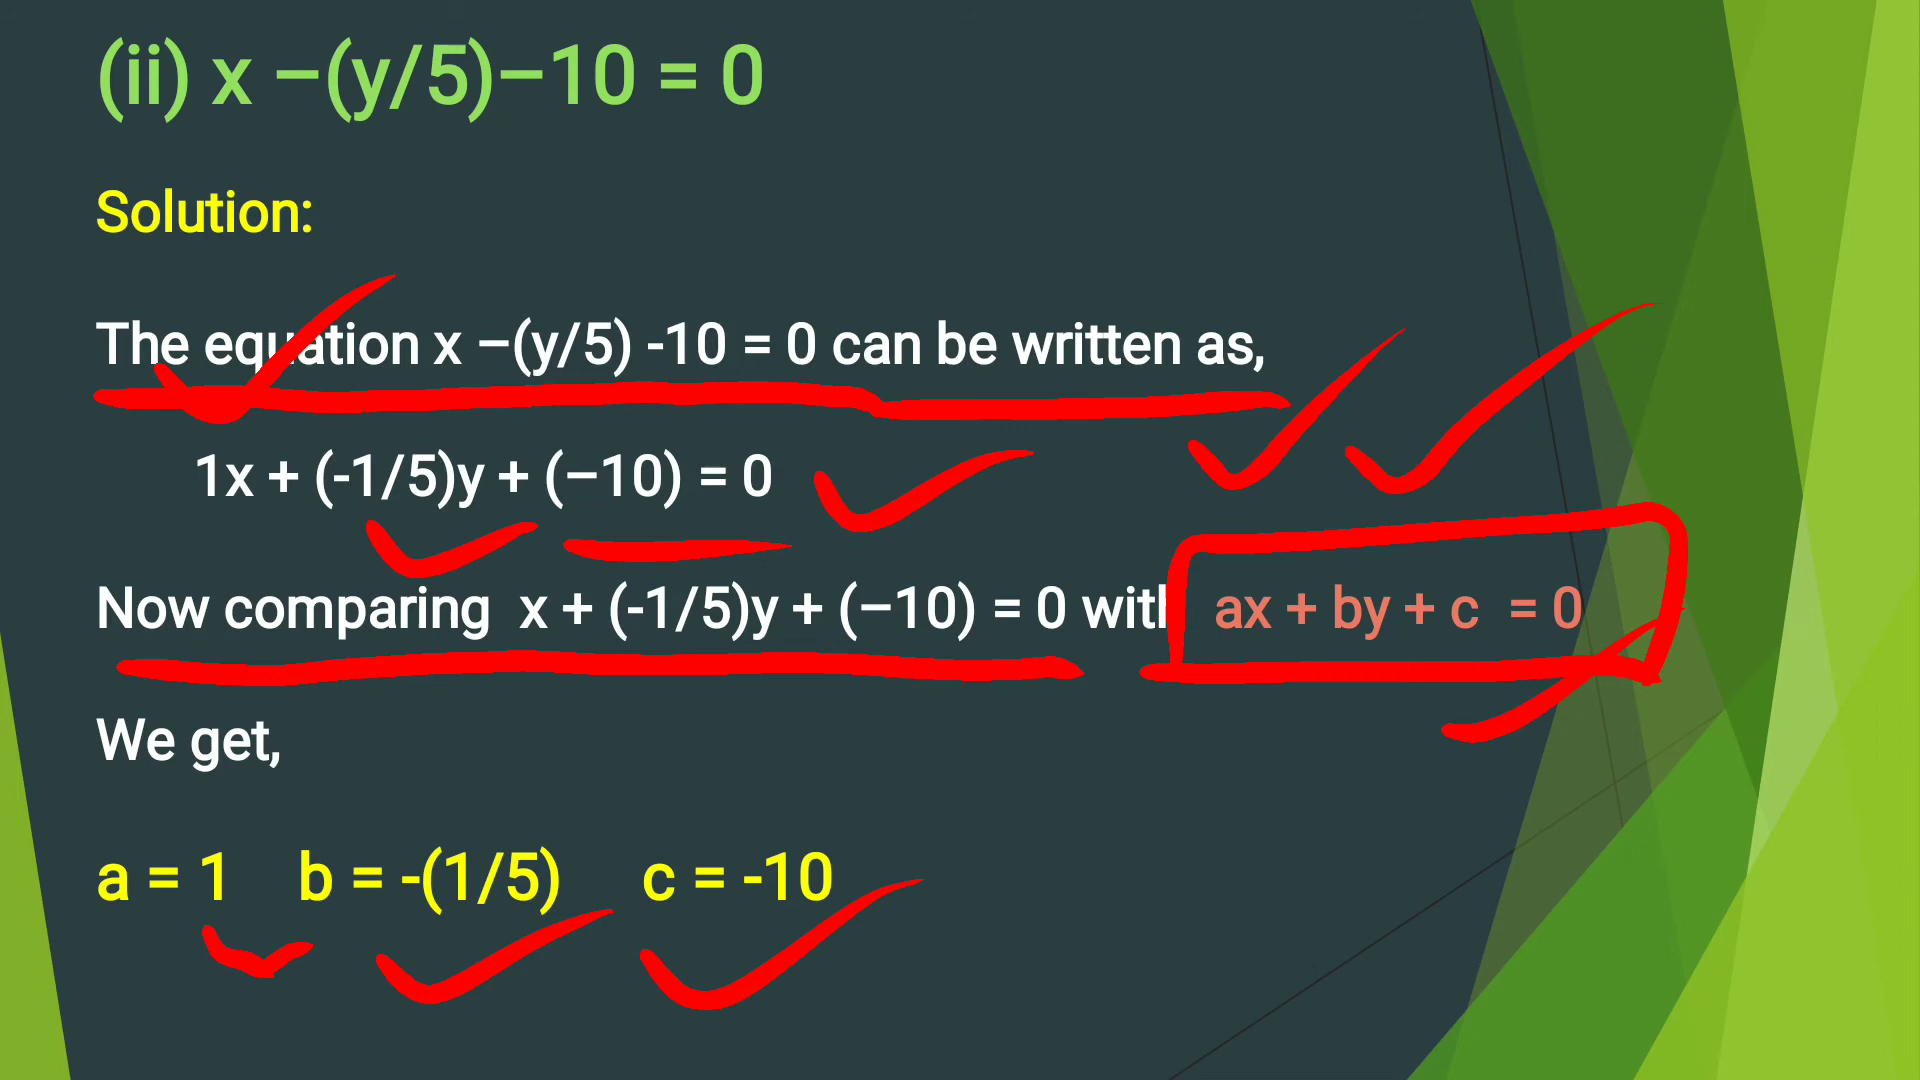 (ii) x –(y/5)–10 = 0
Solution:
The equation x –(y/5) -10 = 0 can be written as,
1x + (-1/5)y + (–10) = 0
Now comparing x + (-1/5)y + (–10) = 0 with ax + by + c = 0
We get,
a = 1 b = -(1/5) c = -10